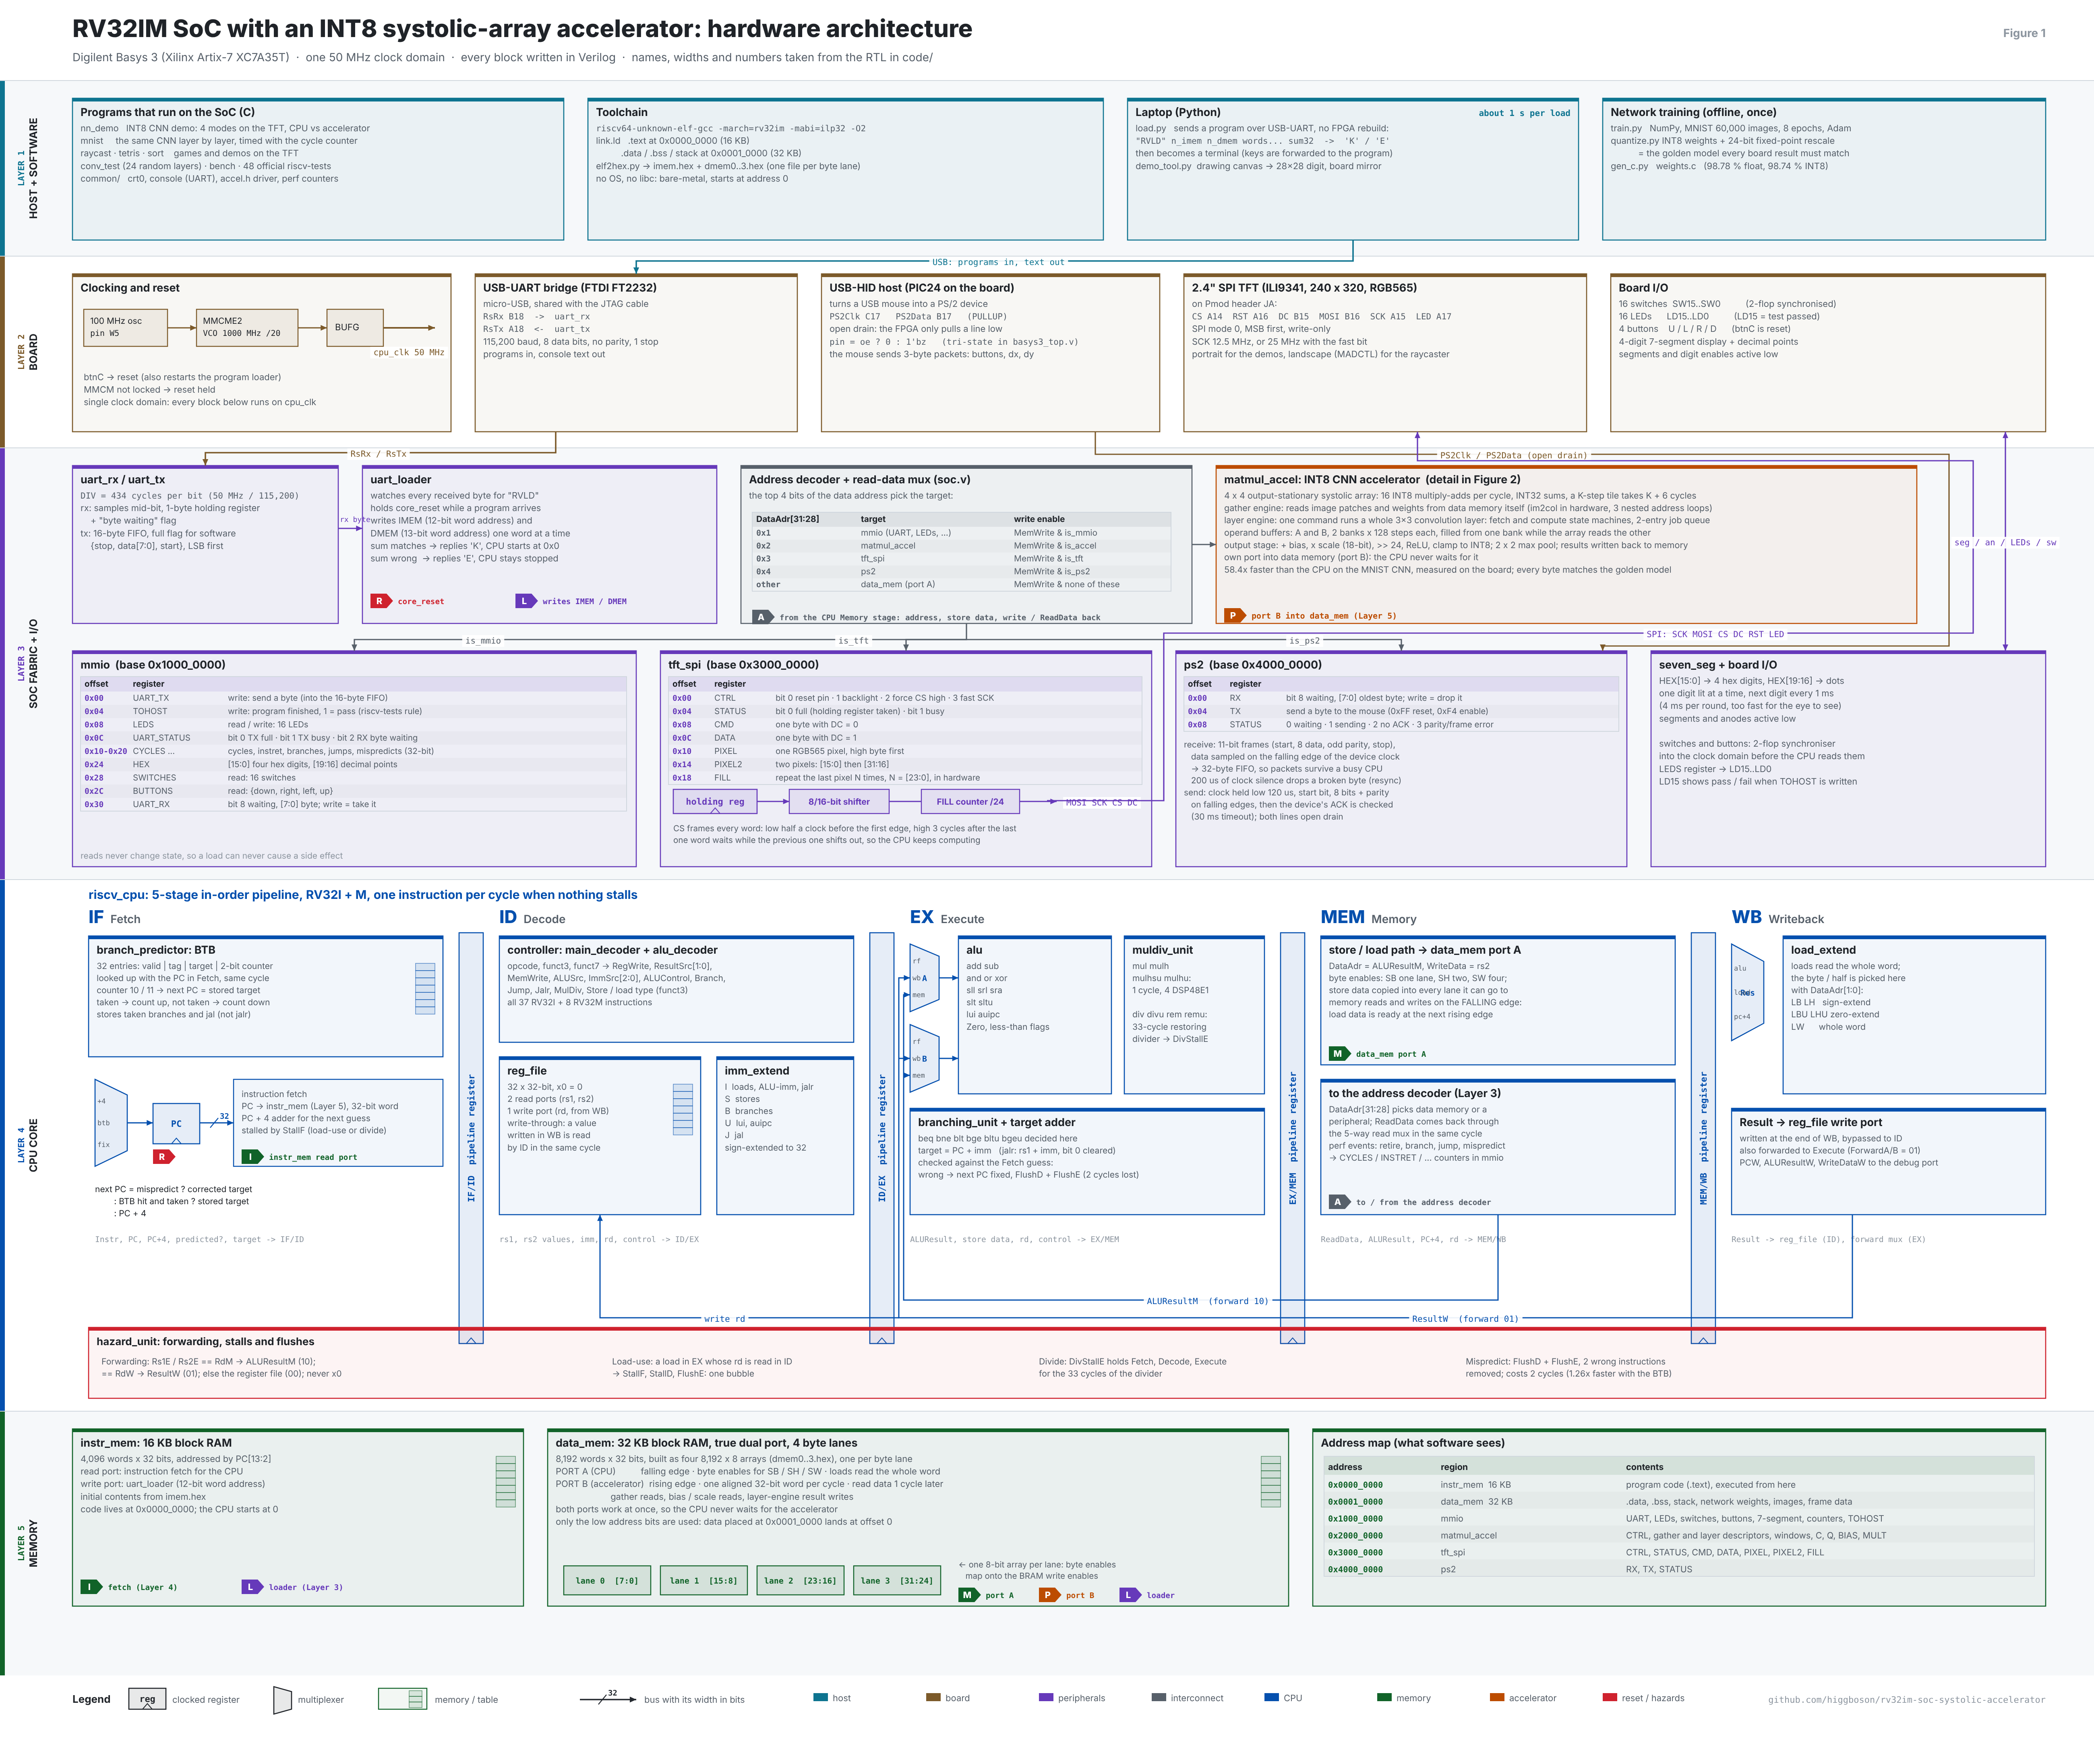 RV32IM SoC with an INT8 systolic-array accelerator: hardware architecture
Figure 1
Digilent Basys 3 (Xilinx Artix-7 XC7A35T) · one 50 MHz clock domain · every block written in Verilog · names, widths and numbers taken from the RTL in code/
LAYER 1
HOST + SOFTWARE
Programs that run on the SoC (C)
nn_demo INT8 CNN demo: 4 modes on the TFT, CPU vs accelerator
mnist the same CNN layer by layer, timed with the cycle counter
raycast · tetris · sort games and demos on the TFT
conv_test (24 random layers) · bench · 48 official riscv-tests
common/ crt0, console (UART), accel.h driver, perf counters
Toolchain
riscv64-unknown-elf-gcc -march=rv32im -mabi=ilp32 -O2
link.ld .text at 0x0000_0000 (16 KB)
.data / .bss / stack at 0x0001_0000 (32 KB)
elf2hex.py → imem.hex + dmem0..3.hex (one file per byte lane)
no OS, no libc: bare-metal, starts at address 0
Laptop (Python)
about 1 s per load
load.py sends a program over USB-UART, no FPGA rebuild:
"RVLD" n_imem n_dmem words... sum32 -> 'K' / 'E'
then becomes a terminal (keys are forwarded to the program)
demo_tool.py drawing canvas → 28×28 digit, board mirror
Network training (offline, once)
train.py NumPy, MNIST 60,000 images, 8 epochs, Adam
quantize.py INT8 weights + 24-bit fixed-point rescale
= the golden model every board result must match
gen_c.py weights.c (98.78 % float, 98.74 % INT8)
USB: programs in, text out
LAYER 2
BOARD
Clocking and reset
100 MHz osc
pin W5
MMCME2
VCO 1000 MHz /20
BUFG
cpu_clk 50 MHz
btnC → reset (also restarts the program loader)
MMCM not locked → reset held
single clock domain: every block below runs on cpu_clk
USB-UART bridge (FTDI FT2232)
micro-USB, shared with the JTAG cable
RsRx B18 -> uart_rx
RsTx A18 <- uart_tx
115,200 baud, 8 data bits, no parity, 1 stop
programs in, console text out
USB-HID host (PIC24 on the board)
turns a USB mouse into a PS/2 device
PS2Clk C17 PS2Data B17 (PULLUP)
open drain: the FPGA only pulls a line low
pin = oe ? 0 : 1'bz (tri-state in basys3_top.v)
the mouse sends 3-byte packets: buttons, dx, dy
2.4" SPI TFT (ILI9341, 240 x 320, RGB565)
on Pmod header JA:
CS A14 RST A16 DC B15 MOSI B16 SCK A15 LED A17
SPI mode 0, MSB first, write-only
SCK 12.5 MHz, or 25 MHz with the fast bit
portrait for the demos, landscape (MADCTL) for the raycaster
Board I/O
16 switches SW15..SW0 (2-flop synchronised)
16 LEDs LD15..LD0 (LD15 = test passed)
4 buttons U / L / R / D (btnC is reset)
4-digit 7-segment display + decimal points
segments and digit enables active low
RsRx / RsTx
PS2Clk / PS2Data (open drain)
LAYER 3
SOC FABRIC + I/O
uart_rx / uart_tx
DIV = 434 cycles per bit (50 MHz / 115,200)
rx: samples mid-bit, 1-byte holding register
+ "byte waiting" flag
tx: 16-byte FIFO, full flag for software
{stop, data[7:0], start}, LSB first
rx byte
uart_loader
watches every received byte for "RVLD"
holds core_reset while a program arrives
writes IMEM (12-bit word address) and
DMEM (13-bit word address) one word at a time
sum matches → replies 'K', CPU starts at 0x0
sum wrong → replies 'E', CPU stays stopped
R core_reset
L writes IMEM / DMEM
Address decoder + read-data mux (soc.v)
the top 4 bits of the data address pick the target:
DataAdr[31:28] target write enable
0x1 mmio (UART, LEDs, ...) MemWrite & is_mmio
0x2 matmul_accel MemWrite & is_accel
0x3 tft_spi MemWrite & is_tft
0x4 ps2 MemWrite & is_ps2
other data_mem (port A) MemWrite & none of these
A from the CPU Memory stage: address, store data, write / ReadData back
matmul_accel: INT8 CNN accelerator (detail in Figure 2)
4 x 4 output-stationary systolic array: 16 INT8 multiply-adds per cycle, INT32 sums, a K-step tile takes K + 6 cycles
gather engine: reads image patches and weights from data memory itself (im2col in hardware, 3 nested address loops)
layer engine: one command runs a whole 3×3 convolution layer: fetch and compute state machines, 2-entry job queue
operand buffers: A and B, 2 banks x 128 steps each, filled from one bank while the array reads the other
output stage: + bias, x scale (18-bit), >> 24, ReLU, clamp to INT8; 2 x 2 max pool; results written back to memory
own port into data memory (port B): the CPU never waits for it
58.4x faster than the CPU on the MNIST CNN, measured on the board; every byte matches the golden model
P port B into data_mem (Layer 5)
seg / an / LEDs / sw
is_mmio
is_tft
is_ps2
SPI: SCK MOSI CS DC RST LED
mmio (base 0x1000_0000)
offset register
0x00 UART_TX write: send a byte (into the 16-byte FIFO)
0x04 TOHOST write: program finished, 1 = pass (riscv-tests rule)
0x08 LEDS read / write: 16 LEDs
0x0C UART_STATUS bit 0 TX full · bit 1 TX busy · bit 2 RX byte waiting
0x10-0x20 CYCLES ... cycles, instret, branches, jumps, mispredicts (32-bit)
0x24 HEX [15:0] four hex digits, [19:16] decimal points
0x28 SWITCHES read: 16 switches
0x2C BUTTONS read: {down, right, left, up}
0x30 UART_RX bit 8 waiting, [7:0] byte; write = take it
reads never change state, so a load can never cause a side effect
tft_spi (base 0x3000_0000)
offset register
0x00 CTRL bit 0 reset pin · 1 backlight · 2 force CS high · 3 fast SCK
0x04 STATUS bit 0 full (holding register taken) · bit 1 busy
0x08 CMD one byte with DC = 0
0x0C DATA one byte with DC = 1
0x10 PIXEL one RGB565 pixel, high byte first
0x14 PIXEL2 two pixels: [15:0] then [31:16]
0x18 FILL repeat the last pixel N times, N = [23:0], in hardware
holding reg
8/16-bit shifter
FILL counter /24
MOSI SCK CS DC
CS frames every word: low half a clock before the first edge, high 3 cycles after the last
one word waits while the previous one shifts out, so the CPU keeps computing
ps2 (base 0x4000_0000)
offset register
0x00 RX bit 8 waiting, [7:0] oldest byte; write = drop it
0x04 TX send a byte to the mouse (0xFF reset, 0xF4 enable)
0x08 STATUS 0 waiting · 1 sending · 2 no ACK · 3 parity/frame error
receive: 11-bit frames (start, 8 data, odd parity, stop),
data sampled on the falling edge of the device clock
→ 32-byte FIFO, so packets survive a busy CPU
200 us of clock silence drops a broken byte (resync)
send: clock held low 120 us, start bit, 8 bits + parity
on falling edges, then the device's ACK is checked
(30 ms timeout); both lines open drain
seven_seg + board I/O
HEX[15:0] → 4 hex digits, HEX[19:16] → dots
one digit lit at a time, next digit every 1 ms
(4 ms per round, too fast for the eye to see)
segments and anodes active low
switches and buttons: 2-flop synchroniser
into the clock domain before the CPU reads them
LEDS register → LD15..LD0
LD15 shows pass / fail when TOHOST is written
LAYER 4
CPU CORE
riscv_cpu: 5-stage in-order pipeline, RV32I + M, one instruction per cycle when nothing stalls
IF Fetch
branch_predictor: BTB
32 entries: valid | tag | target | 2-bit counter
looked up with the PC in Fetch, same cycle
counter 10 / 11 → next PC = stored target
taken → count up, not taken → count down
stores taken branches and jal (not jalr)
+4
btb
fix
PC
R
32
instruction fetch
PC → instr_mem (Layer 5), 32-bit word
PC + 4 adder for the next guess
stalled by StallF (load-use or divide)
I instr_mem read port
next PC = mispredict ? corrected target
: BTB hit and taken ? stored target
: PC + 4
Instr, PC, PC+4, predicted?, target -> IF/ID
IF/ID pipeline register
ID Decode
controller: main_decoder + alu_decoder
opcode, funct3, funct7 → RegWrite, ResultSrc[1:0],
MemWrite, ALUSrc, ImmSrc[2:0], ALUControl, Branch,
Jump, Jalr, MulDiv, Store / load type (funct3)
all 37 RV32I + 8 RV32M instructions
reg_file
32 x 32-bit, x0 = 0
2 read ports (rs1, rs2)
1 write port (rd, from WB)
write-through: a value
written in WB is read
by ID in the same cycle
imm_extend
I loads, ALU-imm, jalr
S stores
B branches
U lui, auipc
J jal
sign-extended to 32
rs1, rs2 values, imm, rd, control -> ID/EX
ID/EX pipeline register
EX Execute
rf
wb A
mem
rf
wb B
mem
alu
add sub
and or xor
sll srl sra
slt sltu
lui auipc
Zero, less-than flags
muldiv_unit
mul mulh
mulhsu mulhu:
1 cycle, 4 DSP48E1
div divu rem remu:
33-cycle restoring
divider → DivStallE
branching_unit + target adder
beq bne blt bge bltu bgeu decided here
target = PC + imm (jalr: rs1 + imm, bit 0 cleared)
checked against the Fetch guess:
wrong → next PC fixed, FlushD + FlushE (2 cycles lost)
ALUResult, store data, rd, control -> EX/MEM
EX/MEM pipeline register
MEM Memory
store / load path → data_mem port A
DataAdr = ALUResultM, WriteData = rs2
byte enables: SB one lane, SH two, SW four;
store data copied into every lane it can go to
memory reads and writes on the FALLING edge:
load data is ready at the next rising edge
M data_mem port A
to the address decoder (Layer 3)
DataAdr[31:28] picks data memory or a
peripheral; ReadData comes back through
the 5-way read mux in the same cycle
perf events: retire, branch, jump, mispredict
→ CYCLES / INSTRET / ... counters in mmio
A to / from the address decoder
ReadData, ALUResult, PC+4, rd -> MEM/WB
MEM/WB pipeline register
WB Writeback
alu
load
Res
pc+4
load_extend
loads read the whole word;
the byte / half is picked here
with DataAdr[1:0]:
LB LH sign-extend
LBU LHU zero-extend
LW whole word
Result → reg_file write port
written at the end of WB, bypassed to ID
also forwarded to Execute (ForwardA/B = 01)
PCW, ALUResultW, WriteDataW to the debug port
Result -> reg_file (ID), forward mux (EX)
ALUResultM (forward 10)
write rd
ResultW (forward 01)
hazard_unit: forwarding, stalls and flushes
Forwarding: Rs1E / Rs2E == RdM → ALUResultM (10);
== RdW → ResultW (01); else the register file (00); never x0
Load-use: a load in EX whose rd is read in ID
→ StallF, StallD, FlushE: one bubble
Divide: DivStallE holds Fetch, Decode, Execute
for the 33 cycles of the divider
Mispredict: FlushD + FlushE, 2 wrong instructions
removed; costs 2 cycles (1.26x faster with the BTB)
LAYER 5
MEMORY
instr_mem: 16 KB block RAM
4,096 words x 32 bits, addressed by PC[13:2]
read port: instruction fetch for the CPU
write port: uart_loader (12-bit word address)
initial contents from imem.hex
code lives at 0x0000_0000; the CPU starts at 0
I fetch (Layer 4)
L loader (Layer 3)
data_mem: 32 KB block RAM, true dual port, 4 byte lanes
8,192 words x 32 bits, built as four 8,192 x 8 arrays (dmem0..3.hex), one per byte lane
PORT A (CPU) falling edge · byte enables for SB / SH / SW · loads read the whole word
PORT B (accelerator) rising edge · one aligned 32-bit word per cycle · read data 1 cycle later
gather reads, bias / scale reads, layer-engine result writes
both ports work at once, so the CPU never waits for the accelerator
only the low address bits are used: data placed at 0x0001_0000 lands at offset 0
lane 0 [7:0]
lane 1 [15:8]
lane 2 [23:16]
lane 3 [31:24]
← one 8-bit array per lane: byte enables
map onto the BRAM write enables
M port A
P port B
L loader
Address map (what software sees)
address region contents
0x0000_0000 instr_mem 16 KB program code (.text), executed from here
0x0001_0000 data_mem 32 KB .data, .bss, stack, network weights, images, frame data
0x1000_0000 mmio UART, LEDs, switches, buttons, 7-segment, counters, TOHOST
0x2000_0000 matmul_accel CTRL, gather and layer descriptors, windows, C, Q, BIAS, MULT
0x3000_0000 tft_spi CTRL, STATUS, CMD, DATA, PIXEL, PIXEL2, FILL
0x4000_0000 ps2 RX, TX, STATUS
Legend
reg clocked register
multiplexer
memory / table
32 bus with its width in bits
host
board
peripherals
interconnect
CPU
memory
accelerator
reset / hazards
github.com/higgboson/rv32im-soc-systolic-accelerator